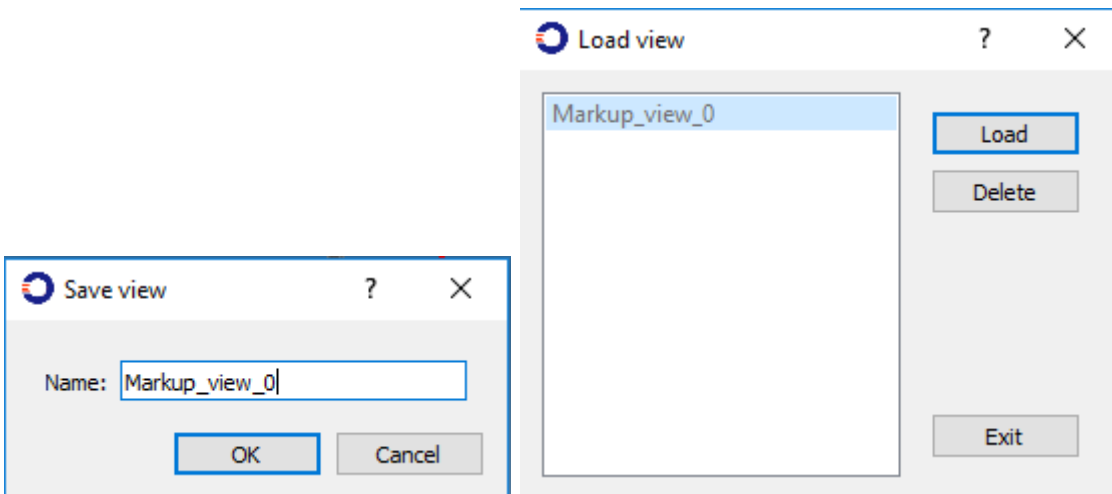 Load view
?
Markup_view_0
Load
Delete
Exit
Save view
?
Name: Markup_view_0
OK
Cancel